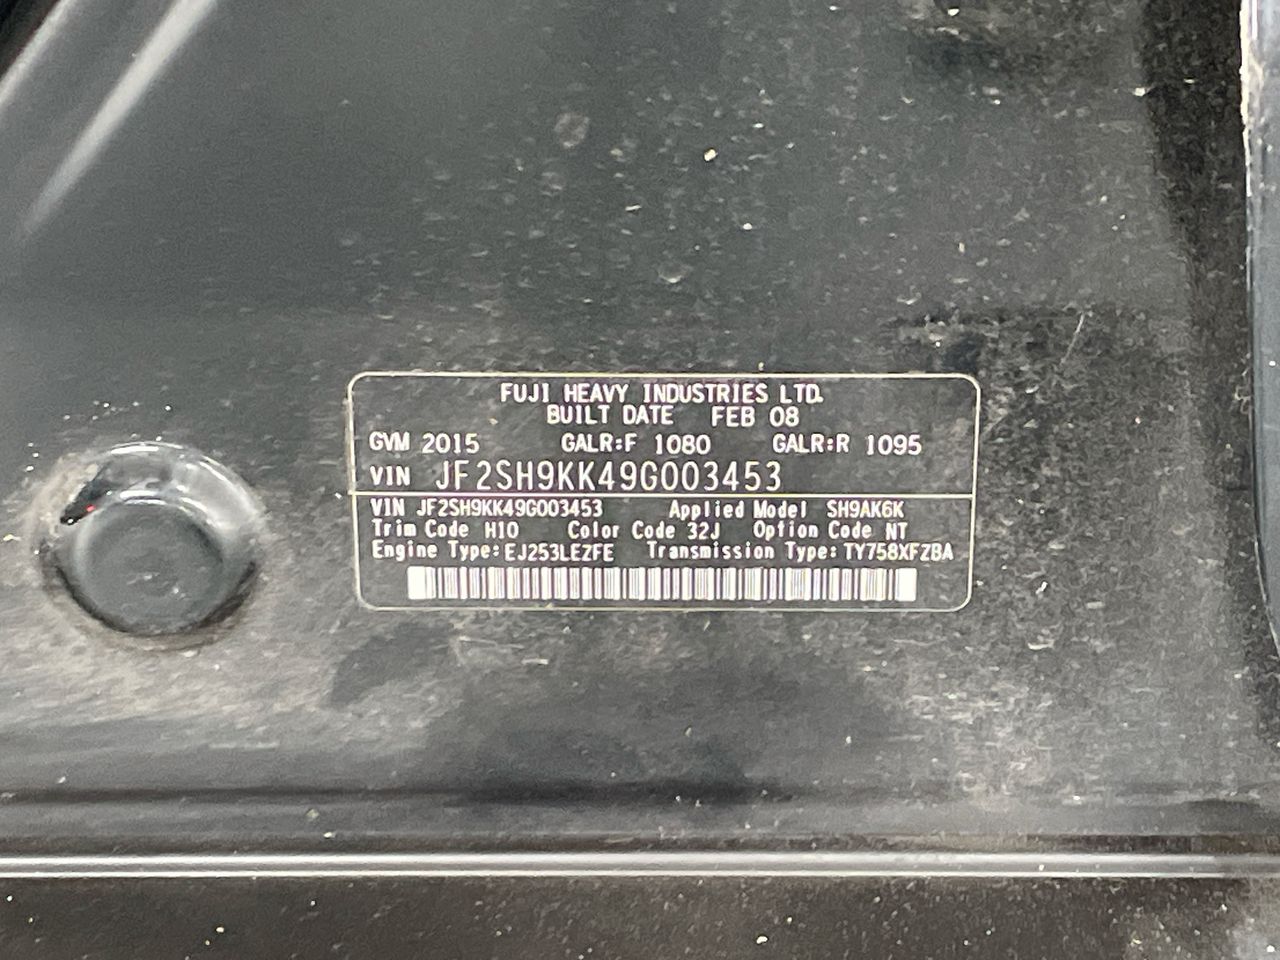 FUJI HEAVY INDUSTRIES LTD.
BUILT DATE FEB 08
GVM 2015 GALR:F 1080 GALR:R 1095
VIN JF2SH9KK49G003453
VIN JF2SH9KK49G003453 Applied Model SH9AK6K
Trim Code H10 Color Code 32J Option Code NT
Engine Type:EJ253LEZFE Transmission Type:TY758XFZBA